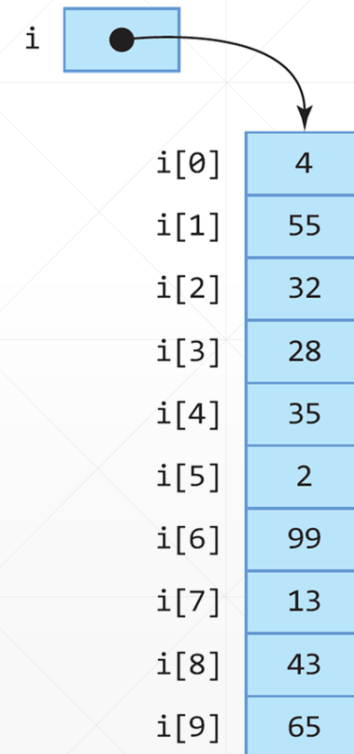 i
i[0] 4
i[1] 55
i[2] 32
i[3] 28
i[4] 35
i[5] 2
i[6] 99
i[7] 13
i[8] 43
i[9] 65